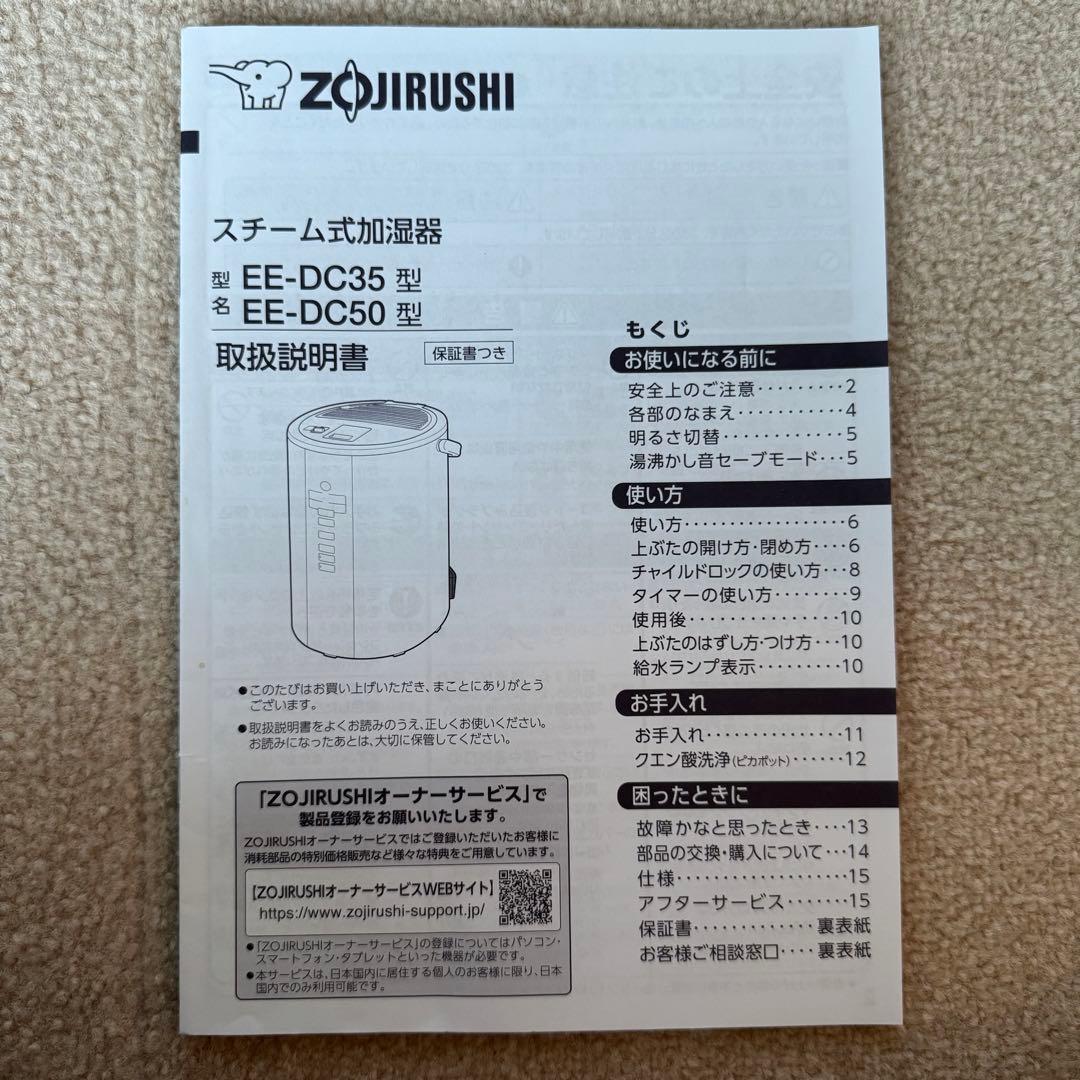 ZOJIRUSHI
スチーム式加湿器
型名 EE-DC35 型
EE-DC50 型
取扱説明書 保証書つき
●このたびはお買い上げいただき、まことにありがとう
ございます。
●取扱説明書をよくお読みのうえ、正しくお使いください。
お読みになったあとは、大切に保管してください。
「ZOJIRUSHIオーナーサービス」で
製品登録をお願いいたします。
ZOJIRUSHIオーナーサービスではご登録いただいたお客様に
消耗部品の特別価格販売など様々な特典をご用意しています。
【ZOJIRUSHIオーナーサービスWEBサイト】
https://www.zojirushi-support.jp/
●「ZOJIRUSHIオーナーサービス」の登録についてはパソコン・
スマートフォン・タブレットといった機器が必要です。
●本サービスは、日本国内に居住する個人のお客様に限り、日本
国内でのみ利用可能です。
もくじ
お使いになる前に
安全上のご注意・・・・・・・・・2
各部のなまえ・・・・・・・・・・・4
明るさ切替・・・・・・・・・・・・5
湯沸かし音セーブモード・・・5
使い方
使い方・・・・・・・・・・・・・・・・・・6
上ぶたの開け方・閉め方・・・・6
チャイルドロックの使い方・・・8
タイマーの使い方・・・・・・・・9
使用後・・・・・・・・・・・・・・・10
上ぶたのはずし方・つけ方・・・10
給水ランプ表示・・・・・・・・・10
お手入れ
お手入れ・・・・・・・・・・・・・・・11
クエン酸洗浄(ピカポット)・・・・・・12
困ったときに
故障かなと思ったとき・・・・13
部品の交換・購入について・・・14
仕様・・・・・・・・・・・・・・・・・・15
アフターサービス・・・・・・15
保証書・・・・・・・・・・・・・裏表紙
お客様ご相談窓口・・・・裏表紙